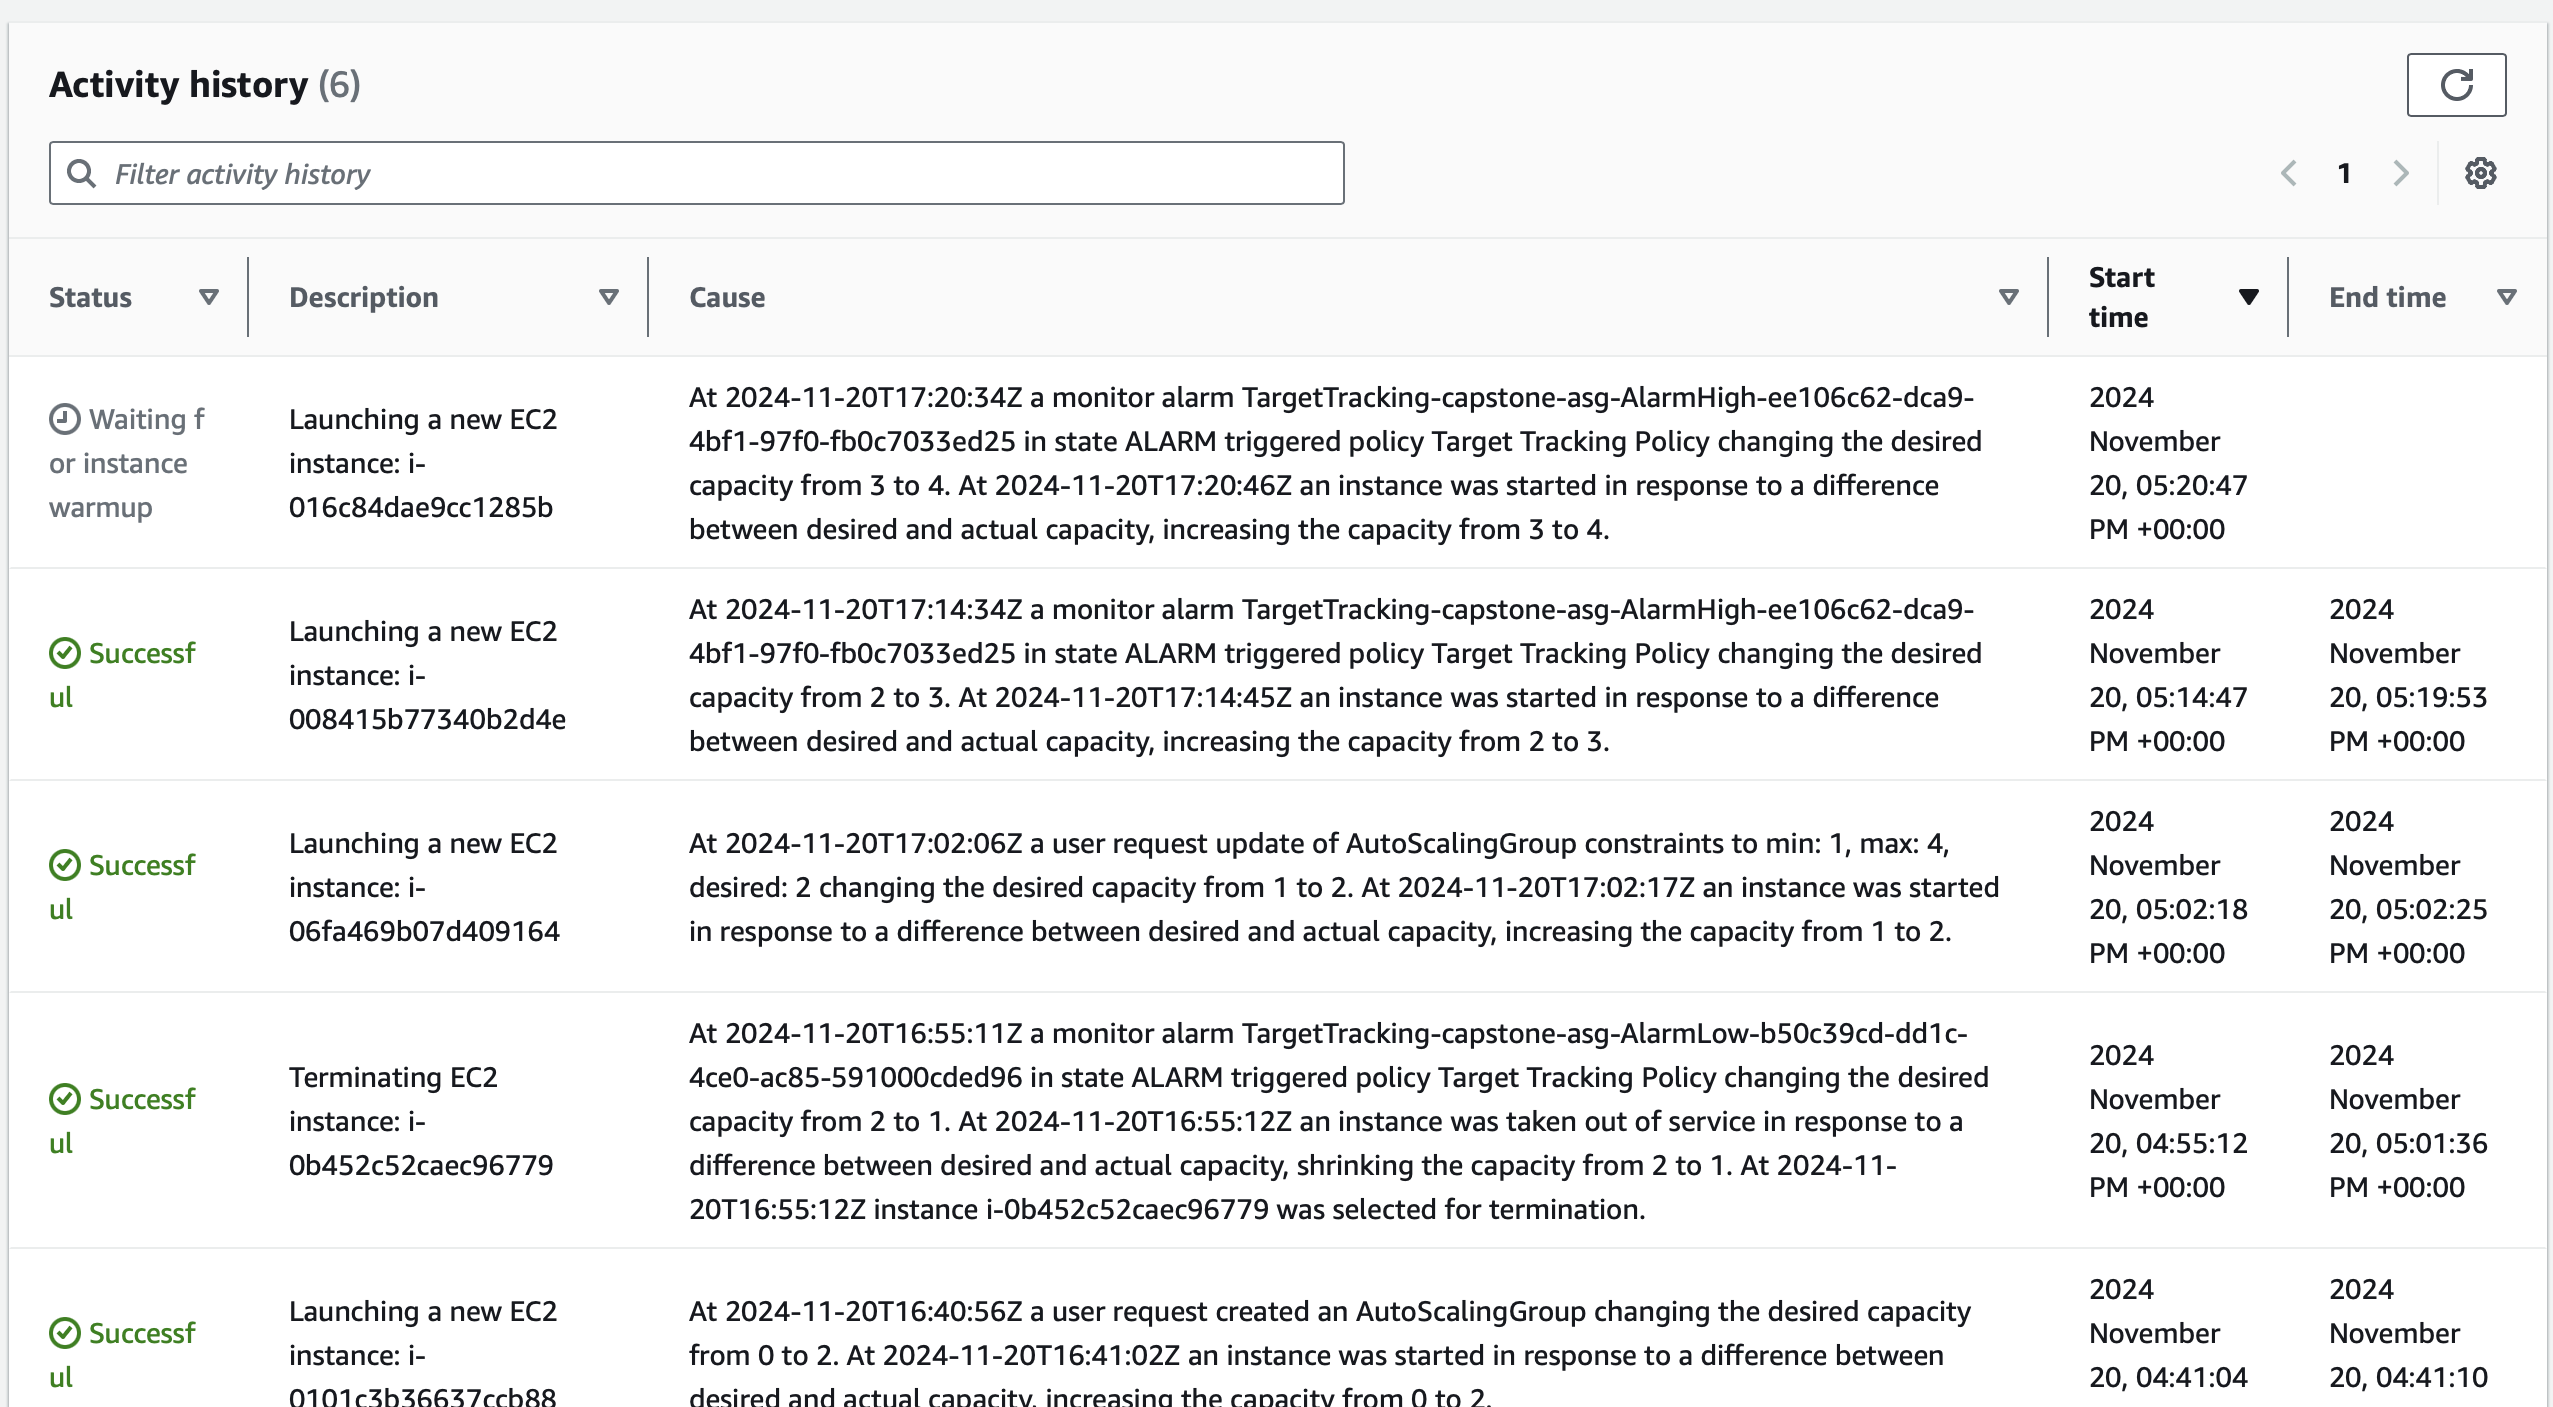 Activity history (6)
Filter activity history
1
Status
Description
Cause
Start
time
End time
Waiting f
or instance
warmup
Launching a new EC2
instance: i-
016c84dae9cc1285b
At 2024-11-20T17:20:34Z a monitor alarm TargetTracking-capstone-asg-AlarmHigh-ee106c62-dca9-
4bf1-97f0-fb0c7033ed25 in state ALARM triggered policy Target Tracking Policy changing the desired
capacity from 3 to 4. At 2024-11-20T17:20:46Z an instance was started in response to a difference
between desired and actual capacity, increasing the capacity from 3 to 4.
2024
November
20, 05:20:47
PM +00:00
Successf
ul
Launching a new EC2
instance: i-
008415b77340b2d4e
At 2024-11-20T17:14:34Z a monitor alarm TargetTracking-capstone-asg-AlarmHigh-ee106c62-dca9-
4bf1-97f0-fb0c7033ed25 in state ALARM triggered policy Target Tracking Policy changing the desired
capacity from 2 to 3. At 2024-11-20T17:14:45Z an instance was started in response to a difference
between desired and actual capacity, increasing the capacity from 2 to 3.
2024
November
20, 05:14:47
PM +00:00
2024
November
20, 05:19:53
PM +00:00
Successf
ul
Launching a new EC2
instance: i-
06fa469b07d409164
At 2024-11-20T17:02:06Z a user request update of AutoScalingGroup constraints to min: 1, max: 4,
desired: 2 changing the desired capacity from 1 to 2. At 2024-11-20T17:02:17Z an instance was started
in response to a difference between desired and actual capacity, increasing the capacity from 1 to 2.
2024
November
20, 05:02:18
PM +00:00
2024
November
20, 05:02:25
PM +00:00
Successf
ul
Terminating EC2
instance: i-
0b452c52caec96779
At 2024-11-20T16:55:11Z a monitor alarm TargetTracking-capstone-asg-AlarmLow-b50c39cd-dd1c-
4ce0-ac85-591000cded96 in state ALARM triggered policy Target Tracking Policy changing the desired
capacity from 2 to 1. At 2024-11-20T16:55:12Z an instance was taken out of service in response to a
difference between desired and actual capacity, shrinking the capacity from 2 to 1. At 2024-11-
20T16:55:12Z instance i-0b452c52caec96779 was selected for termination.
2024
November
20, 04:55:12
PM +00:00
2024
November
20, 05:01:36
PM +00:00
Successf
ul
Launching a new EC2
instance: i-
0101c3b36637ccb88
At 2024-11-20T16:40:56Z a user request created an AutoScalingGroup changing the desired capacity
from 0 to 2. At 2024-11-20T16:41:02Z an instance was started in response to a difference between
desired and actual capacity, increasing the capacity from 0 to 2.
2024
November
20, 04:41:04
2024
November
20, 04:41:10